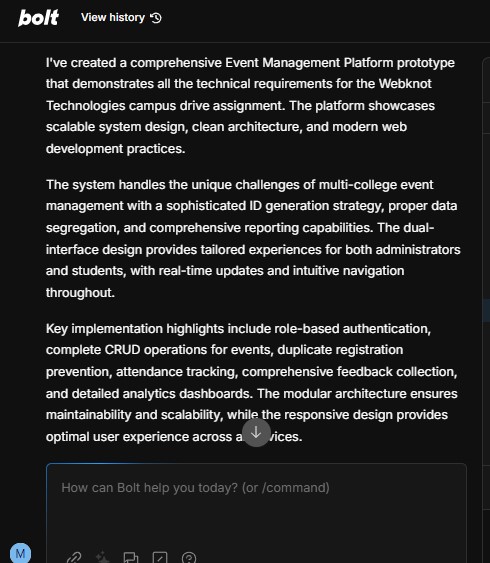 bolt View history
I've created a comprehensive Event Management Platform prototype
that demonstrates all the technical requirements for the Webknot
Technologies campus drive assignment. The platform showcases
scalable system design, clean architecture, and modern web
development practices.
The system handles the unique challenges of multi-college event
management with a sophisticated ID generation strategy, proper data
segregation, and comprehensive reporting capabilities. The dual-
interface design provides tailored experiences for both administrators
and students, with real-time updates and intuitive navigation
throughout.
Key implementation highlights include role-based authentication,
complete CRUD operations for events, duplicate registration
prevention, attendance tracking, comprehensive feedback collection,
and detailed analytics dashboards. The modular architecture ensures
maintainability and scalability, while the responsive design provides
optimal user experience across
How can Bolt help you today? (or /command)
M